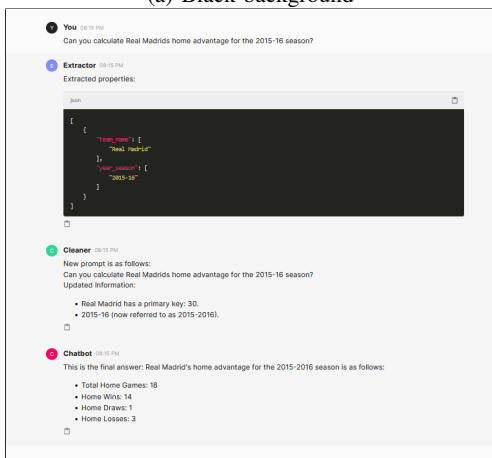 (a) Black background
Y You 08:15 PM
Can you calculate Real Madrids home advantage for the 2015-16 season?
E Extractor 08:15 PM
Extracted properties:
json
[
{
"team_name": [
"Real Madrid"
],
"year_season": [
"2015-16"
]
}
]
C Cleaner 08:15 PM
New prompt is as follows:
Can you calculate Real Madrids home advantage for the 2015-16 season?
Updated Information:
• Real Madrid has a primary key: 30.
• 2015-16 (now referred to as 2015-2016).
C Chatbot 08:15 PM
This is the final answer: Real Madrid's home advantage for the 2015-2016 season is as follows:
• Total Home Games: 18
• Home Wins: 14
• Home Draws: 1
• Home Losses: 3